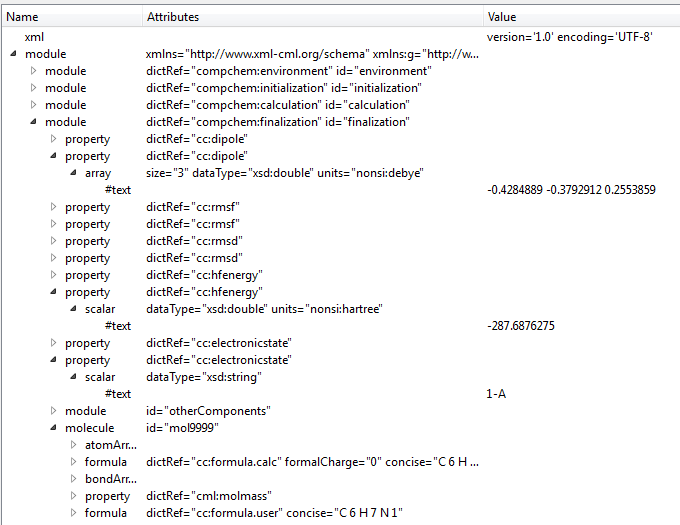 Name Attributes Value
xml version='1.0' encoding='UTF-8'
module xmlns="http://www.xml-cml.org/schema" xmlns:g="http://w...
module dictRef="compchem:environment" id="environment"
module dictRef="compchem:initialization" id="initialization"
module dictRef="compchem:calculation" id="calculation"
module dictRef="compchem:finalization" id="finalization"
property dictRef="cc:dipole"
property dictRef="cc:dipole"
array size="3" dataType="xsd:double" units="nonsi:debye"
#text -0.4284889 -0.3792912 0.2553859
property dictRef="cc:rmsf"
property dictRef="cc:rmsf"
property dictRef="cc:rmsd"
property dictRef="cc:rmsd"
property dictRef="cc:hfenergy"
property dictRef="cc:hfenergy"
scalar dataType="xsd:double" units="nonsi:hartree"
#text -287.6876275
property dictRef="cc:electronicstate"
property dictRef="cc:electronicstate"
scalar dataType="xsd:string"
#text 1-A
module id="otherComponents"
molecule id="mol9999"
atomArr...
formula dictRef="cc:formula.calc" formalCharge="0" concise="C 6 H ...
bondArr...
property dictRef="cml:molmass"
formula dictRef="cc:formula.user" concise="C 6 H 7 N 1"